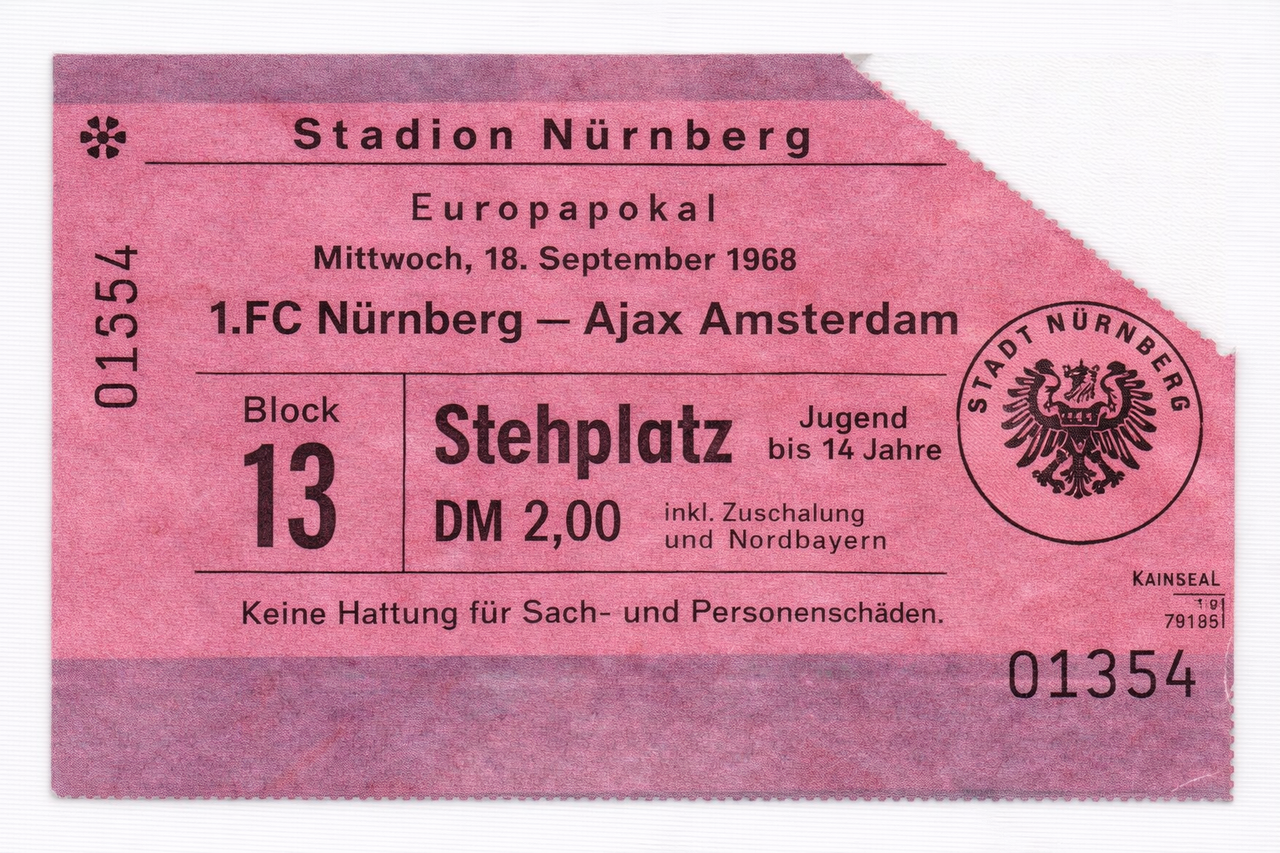 Stadion Nürnberg
Europapokal
Mittwoch, 18. September 1968
1.FC Nürnberg — Ajax Amsterdam
01554
Block
13
Stehplatz
Jugend
bis 14 Jahre
DM 2,00
inkl. Zuschalung
und Nordbayern
STADT NÜRNBERG
Keine Hattung für Sach- und Personenschäden.
KAINSEAL
79185
01354